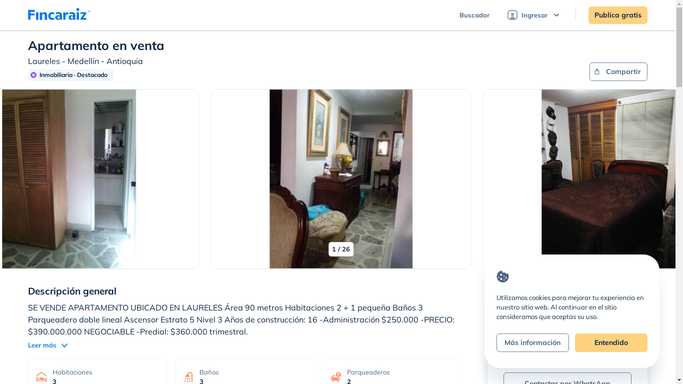 Fincaraiz
Buscador
Ingresar
Publica gratis
Apartamento en venta
Laureles - Medellín - Antioquia
Inmobiliaria - Destacado
Compartir
1 / 26
Descripción general
SE VENDE APARTAMENTO UBICADO EN LAURELES Área 90 metros Habitaciones 2 + 1 pequeña Baños 3
Parqueadero doble lineal Ascensor Estrato 5 Nivel 3 Años de construcción: 16 -Administración $250.000 -PRECIO:
$390.000.000 NEGOCIABLE -Predial: $360.000 trimestral.
Leer más
Habitaciones
3
Baños
3
Parqueaderos
2
Utilizamos cookies para mejorar tu experiencia en
nuestro sitio web. Al continuar en el sitio
consideramos que aceptas su uso.
Más información
Entendido
Contactar por WhatsApp